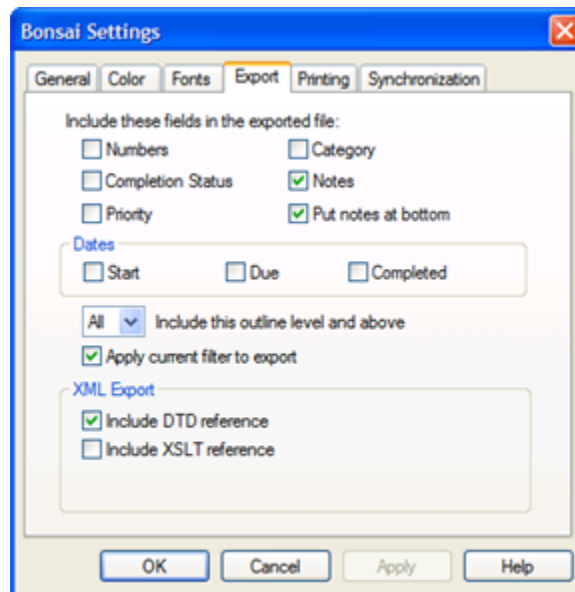 Bonsai Settings
General Color Fonts Export Printing Synchronization
Include these fields in the exported file:
Numbers Category
Completion Status Notes
Priority Put notes at bottom
Dates
Start Due Completed
All Include this outline level and above
Apply current filter to export
XML Export
Include DTD reference
Include XSLT reference
OK Cancel Apply Help